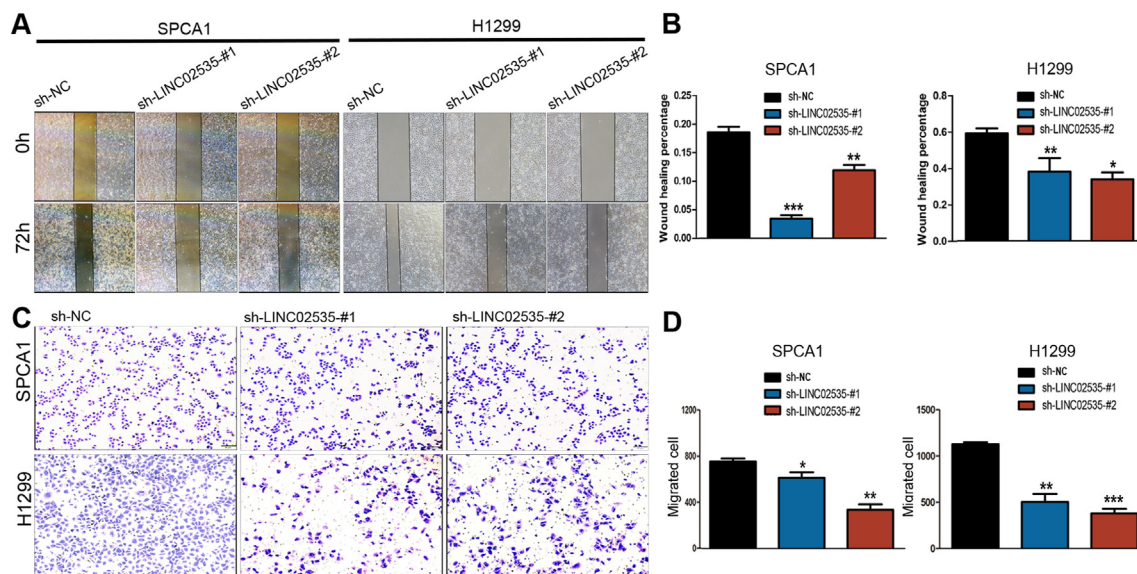 A
SPCA1
H1299
sh-NC
sh-LINC02535-#1
sh-LINC02535-#2
sh-NC
sh-LINC02535-#1
sh-LINC02535-#2
0h
72h
B
SPCA1
Wound healing percentage
0.25
0.20
0.15
0.10
0.05
0.00
sh-NC
sh-LINC02535-#1
sh-LINC02535-#2
***
**
H1299
Wound healing percentage
0.8
0.6
0.4
0.2
0.0
sh-NC
sh-LINC02535-#1
sh-LINC02535-#2
**
*
C
sh-NC
sh-LINC02535-#1
sh-LINC02535-#2
SPCA1
H1299
D
SPCA1
sh-NC
sh-LINC02535-#1
sh-LINC02535-#2
Migrated cell
1200
800
400
0
*
**
H1299
sh-NC
sh-LINC02535-#1
sh-LINC02535-#2
Migrated cell
1500
1000
500
0
**
***